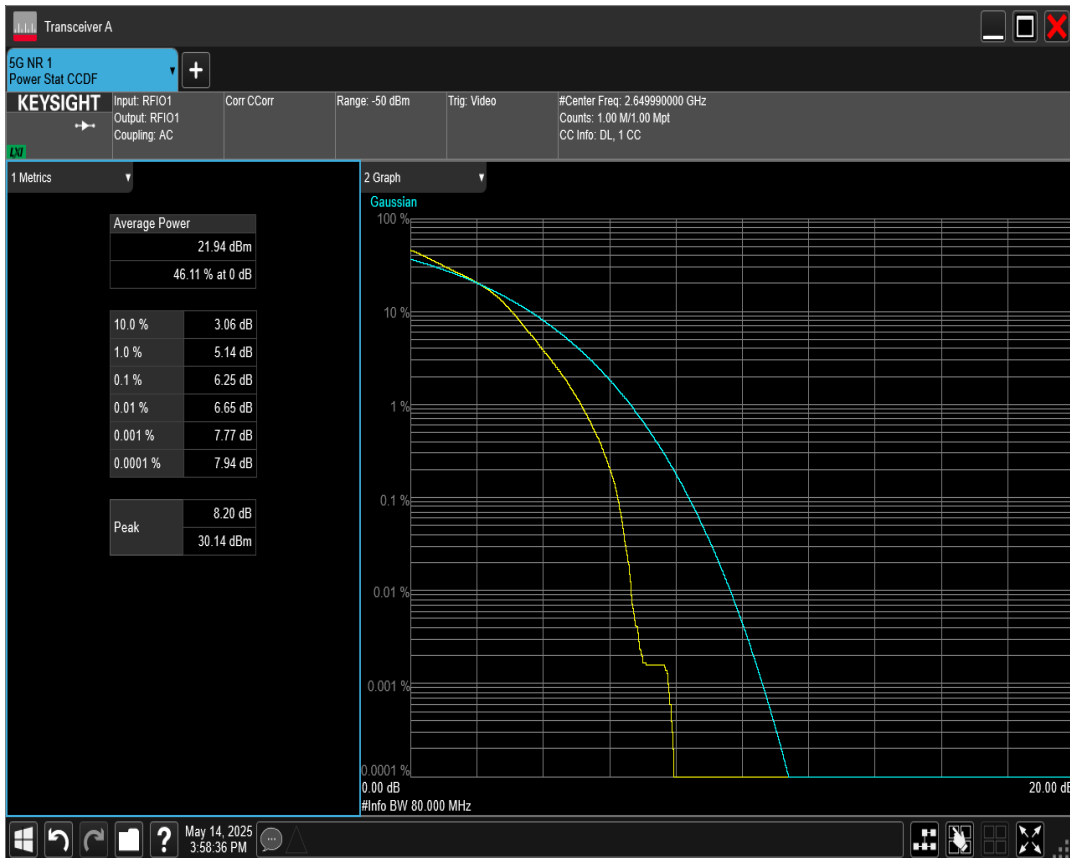 Transceiver A
5G NR 1
Power Stat CCDF
KEYSIGHT
LXI
Input: RFIO1
Output: RFIO1
Coupling: AC
Corr CCorr
Range: -50 dBm
Trig: Video
#Center Freq: 2.649990000 GHz
Counts: 1.00 M/1.00 Mpt
CC Info: DL, 1 CC
1 Metrics
Average Power
21.94 dBm
46.11 % at 0 dB
10.0 % 3.06 dB
1.0 % 5.14 dB
0.1 % 6.25 dB
0.01 % 6.65 dB
0.001 % 7.77 dB
0.0001 % 7.94 dB
Peak
8.20 dB
30.14 dBm
2 Graph
Gaussian
100 %
10 %
1 %
0.1 %
0.01 %
0.001 %
0.0001 %
0.00 dB 20.00 dB
#Info BW 80.000 MHz
May 14, 2025
3:58:36 PM